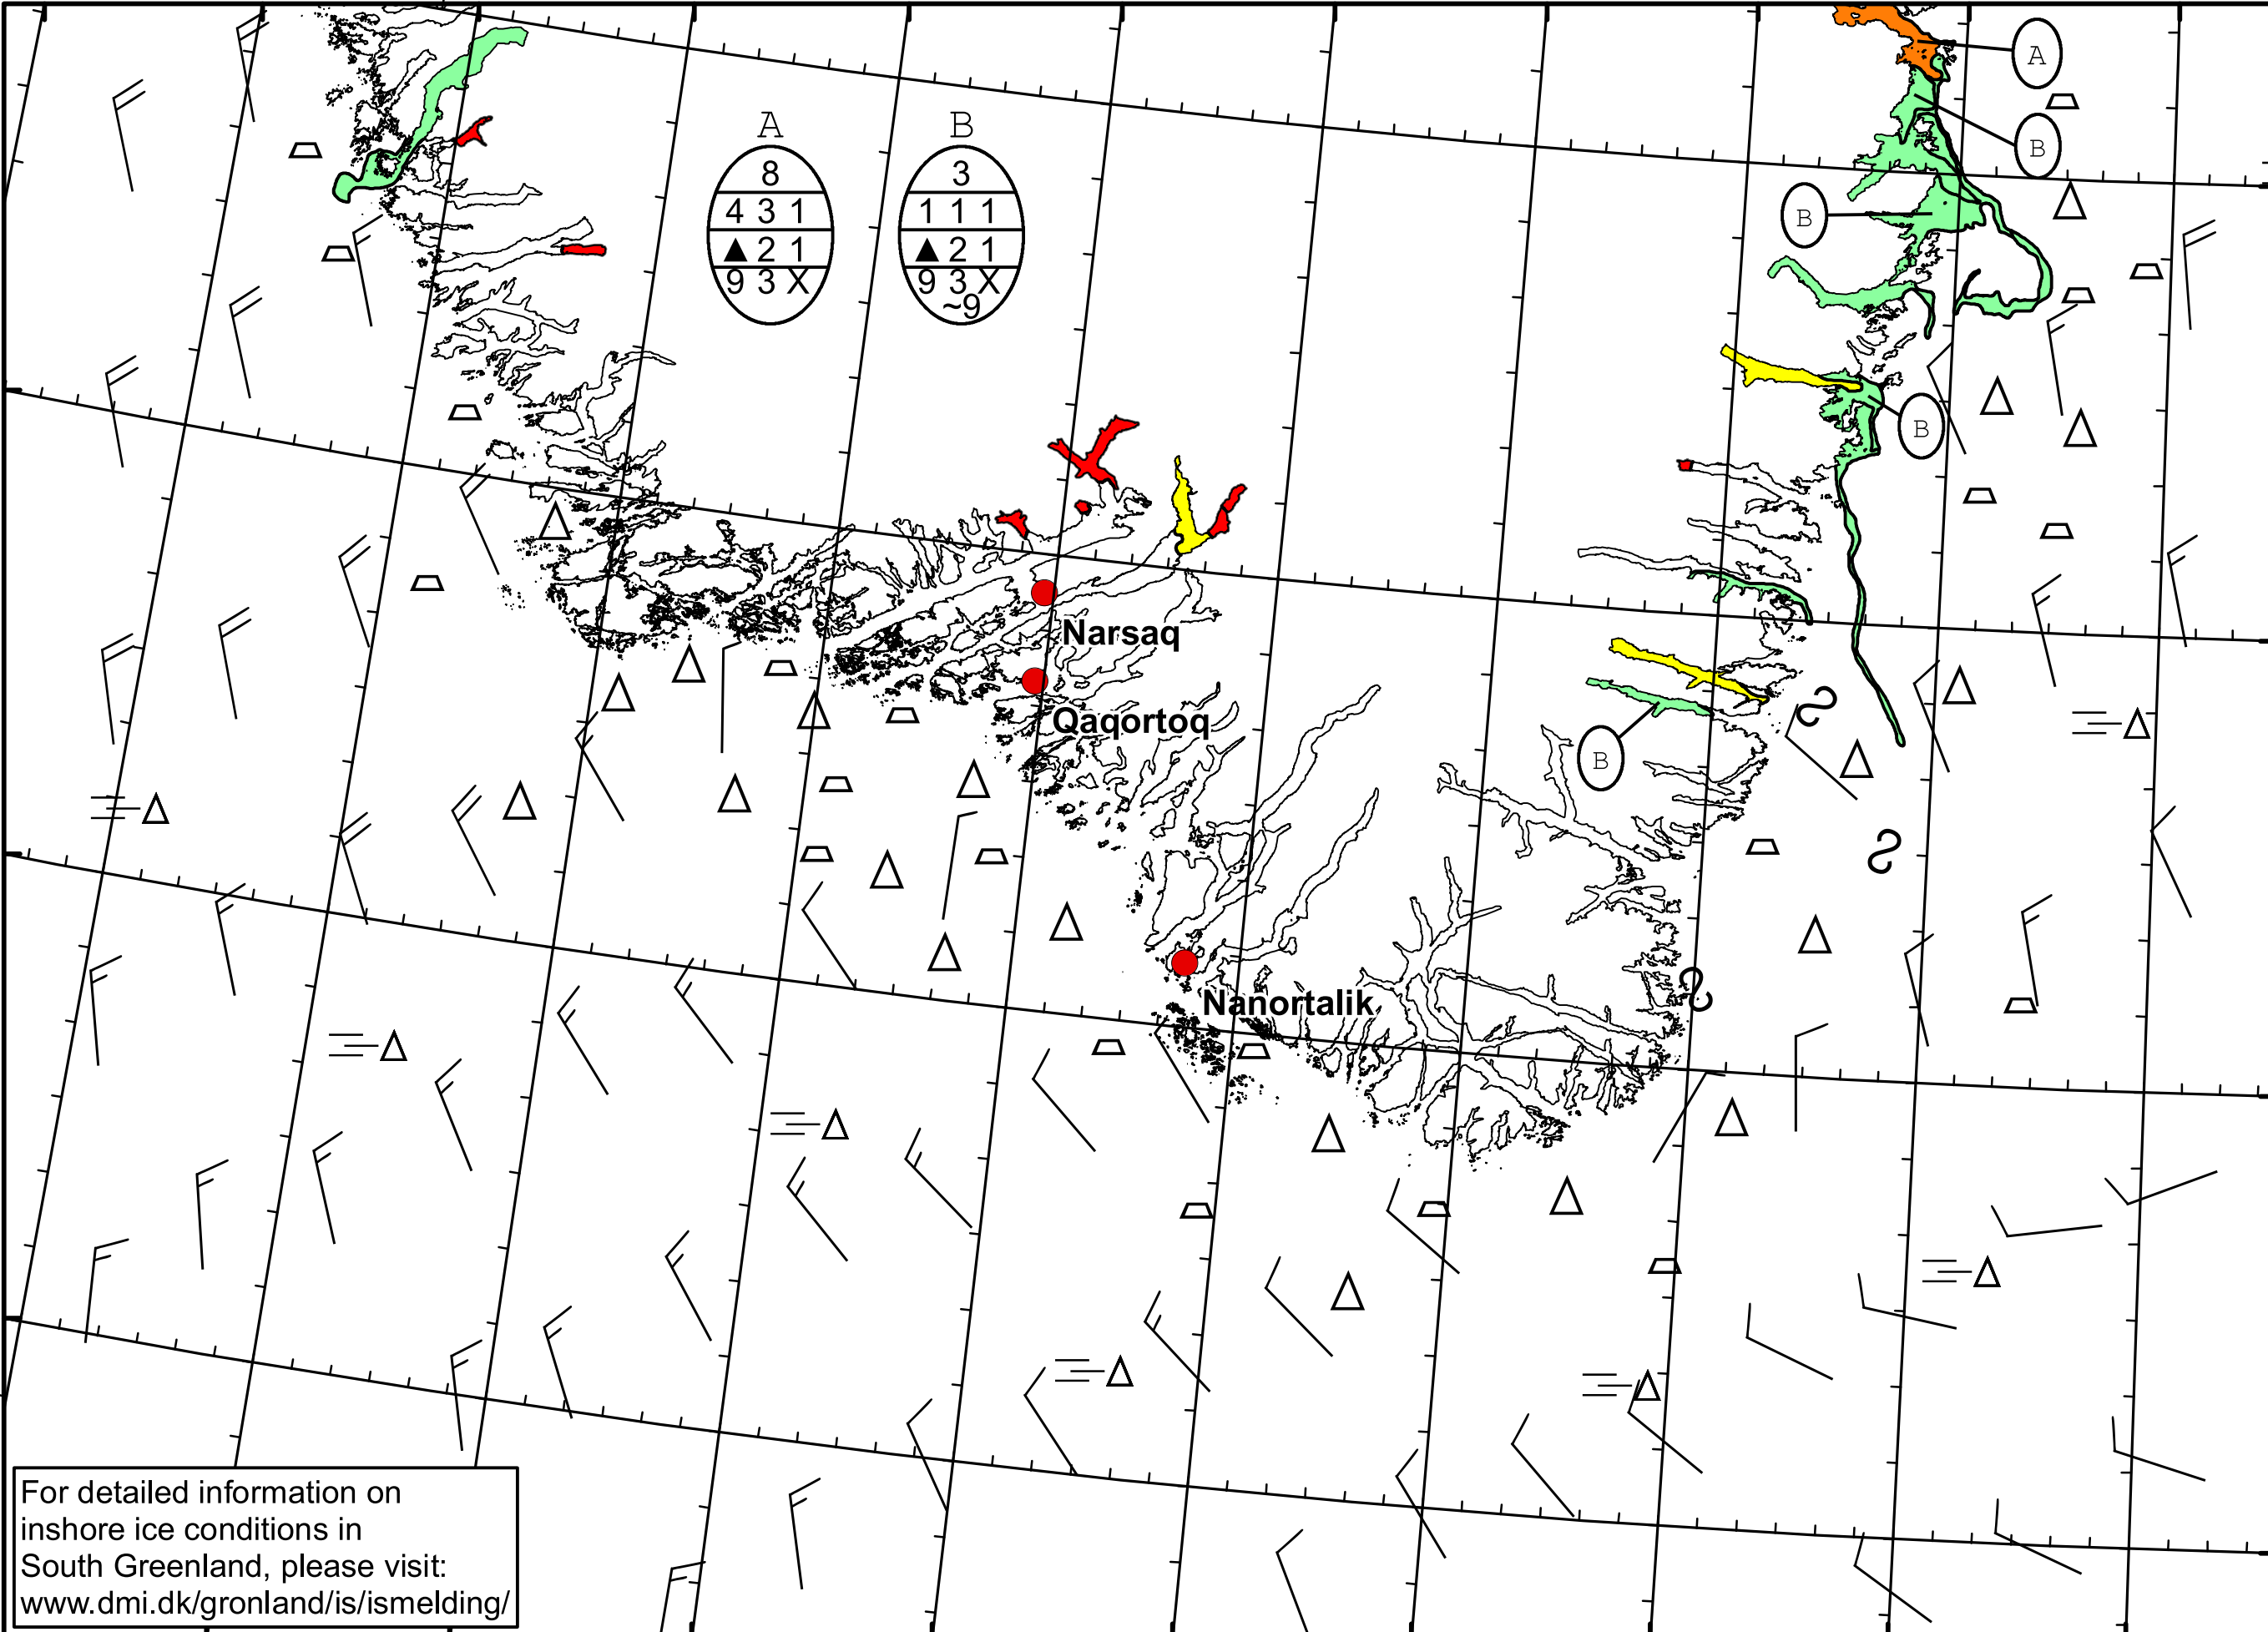 A
B
8
3
4 3 1
1 1 1
▲ 2 1
▲ 2 1
9 3 X
9 3 X
~9
A
B
B
B
B
Narsaq
Qaqortoq
Nanortalik
For detailed information on
inshore ice conditions in
South Greenland, please visit:
www.dmi.dk/gronland/is/ismelding/